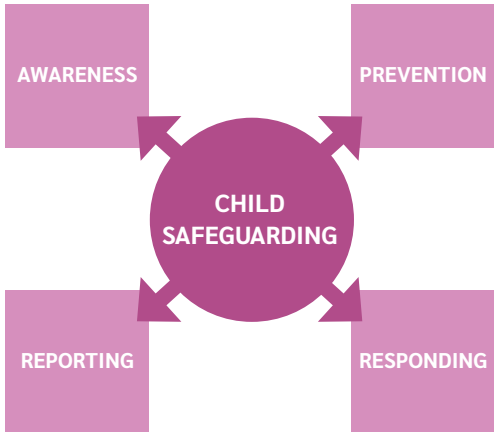 AWARENESS
PREVENTION
CHILD
SAFEGUARDING
REPORTING
RESPONDING